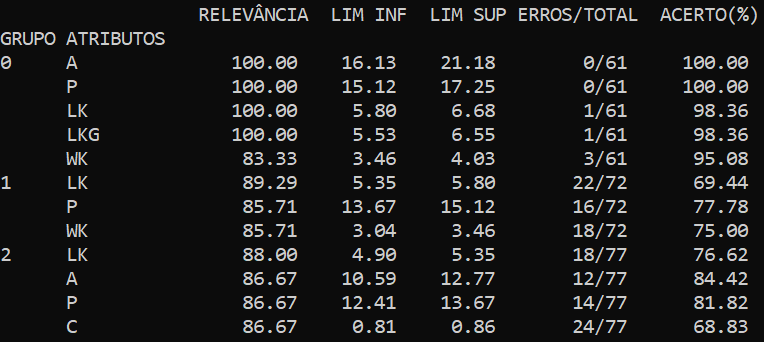 RELEVÂNCIA LIM INF LIM SUP ERROS/TOTAL ACERTO(%)
GRUPO ATRIBUTOS
0 A 100.00 16.13 21.18 0/61 100.00
P 100.00 15.12 17.25 0/61 100.00
LK 100.00 5.80 6.68 1/61 98.36
LKG 100.00 5.53 6.55 1/61 98.36
WK 83.33 3.46 4.03 3/61 95.08
1 LK 89.29 5.35 5.80 22/72 69.44
P 85.71 13.67 15.12 16/72 77.78
WK 85.71 3.04 3.46 18/72 75.00
2 LK 88.00 4.90 5.35 18/77 76.62
A 86.67 10.59 12.77 12/77 84.42
P 86.67 12.41 13.67 14/77 81.82
C 86.67 0.81 0.86 24/77 68.83